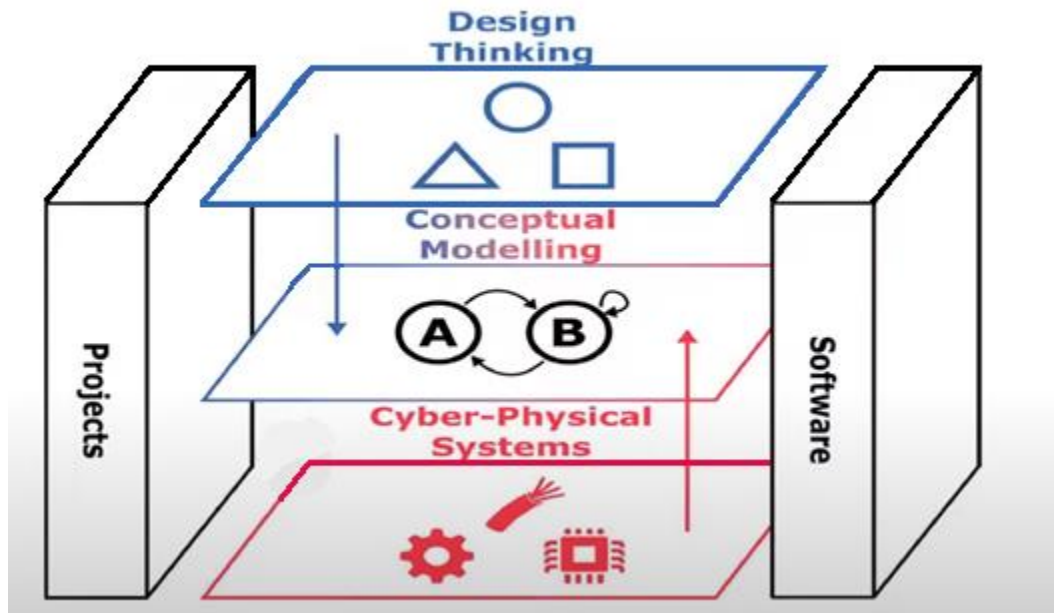 Design
Thinking
Conceptual
Modelling
A
B
Cyber-Physical
Systems
Projects
Software